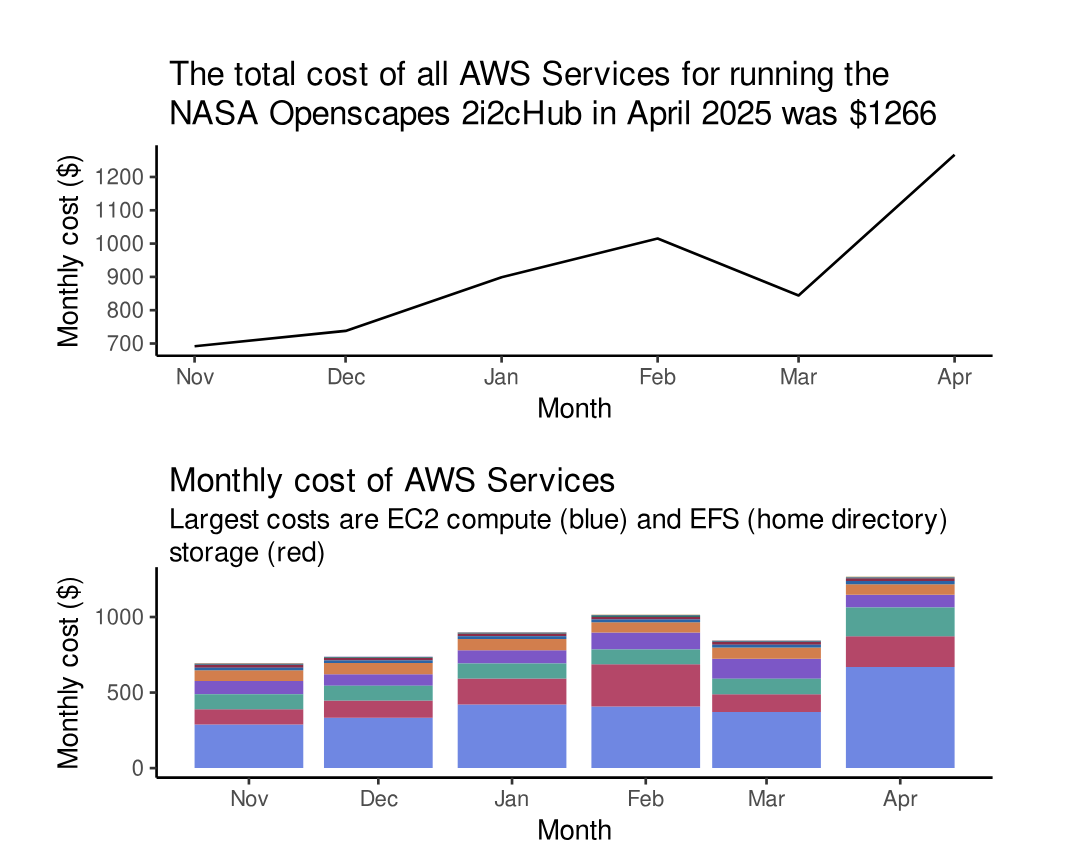 The total cost of all AWS Services for running the
NASA Openscapes 2i2cHub in April 2025 was $1266
Monthly cost ($)
1200
1100
1000
900
800
700
Nov Dec Jan Feb Mar Apr
Month
Monthly cost of AWS Services
Largest costs are EC2 compute (blue) and EFS (home directory)
storage (red)
Monthly cost ($)
1000
500
0
Nov Dec Jan Feb Mar Apr
Month